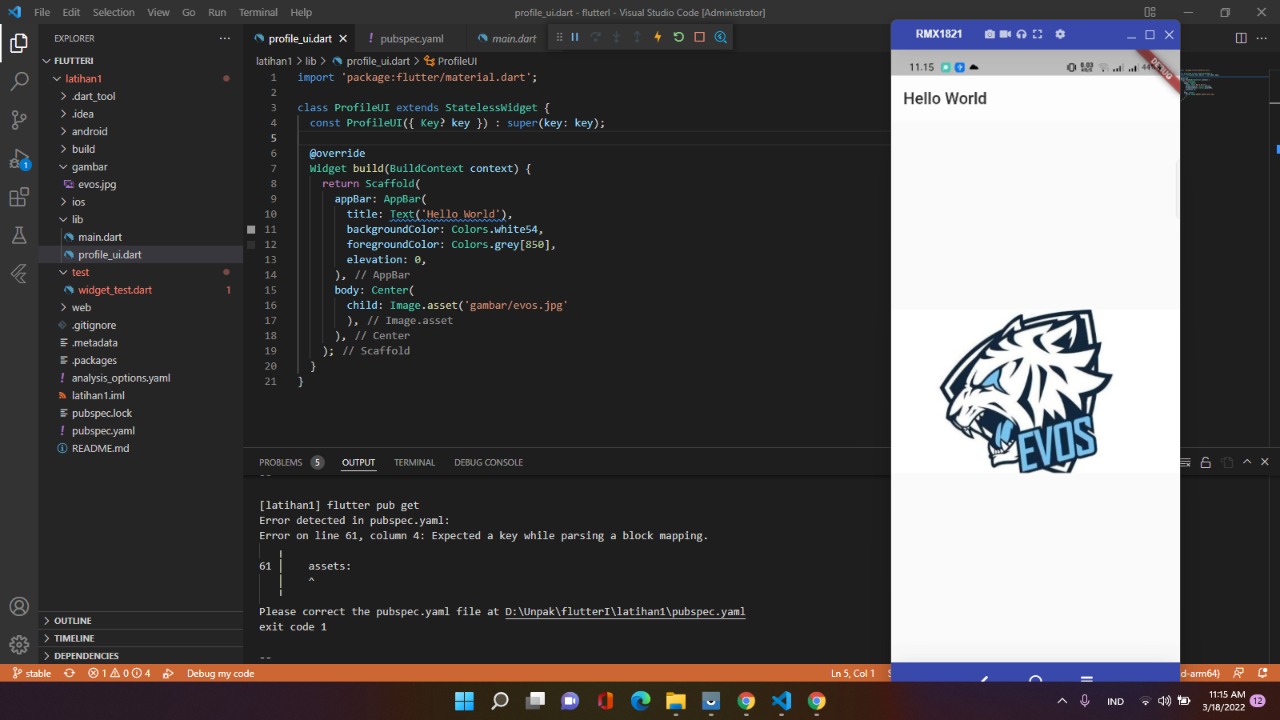 File Edit Selection View Go Run Terminal Help
profile_ui.dart - flutterI - Visual Studio Code [Administrator]
EXPLORER
FLUTTERI
latihan1
.dart_tool
.idea
android
build
gambar
evos.jpg
ios
lib
main.dart
profile_ui.dart
test
widget_test.dart 1
web
.gitignore
.metadata
.packages
analysis_options.yaml
latihan1.iml
pubspec.lock
pubspec.yaml
README.md
OUTLINE
TIMELINE
DEPENDENCIES
1
profile_ui.dart pubspec.yaml main.dart
latihan1 > lib > profile_ui.dart > ProfileUI
1 import 'package:flutter/material.dart';
2
3 class ProfileUI extends StatelessWidget {
4 const ProfileUI({ Key? key }) : super(key: key);
5
6 @override
7 Widget build(BuildContext context) {
8 return Scaffold(
9 appBar: AppBar(
10 title: Text('Hello World'),
11 backgroundColor: Colors.white54,
12 foregroundColor: Colors.grey[850],
13 elevation: 0,
14 ), // AppBar
15 body: Center(
16 child: Image.asset('gambar/evos.jpg'
17 ), // Image.asset
18 ), // Center
19 ); // Scaffold
20 }
21 }
PROBLEMS 5 OUTPUT TERMINAL DEBUG CONSOLE
--
[latihan1] flutter pub get
Error detected in pubspec.yaml:
Error on line 61, column 4: Expected a key while parsing a block mapping.
61 | assets:
^
Please correct the pubspec.yaml file at D:\Unpak\flutterI\latihan1\pubspec.yaml
exit code 1
--
RMX1821
11.15 0.03 KB/S 44
DEBUG
Hello World
EVOS
stable 1 0 4 Debug my code Ln 5, Col 1 d-arm64)
IND
11:15 AM
3/18/2022
12